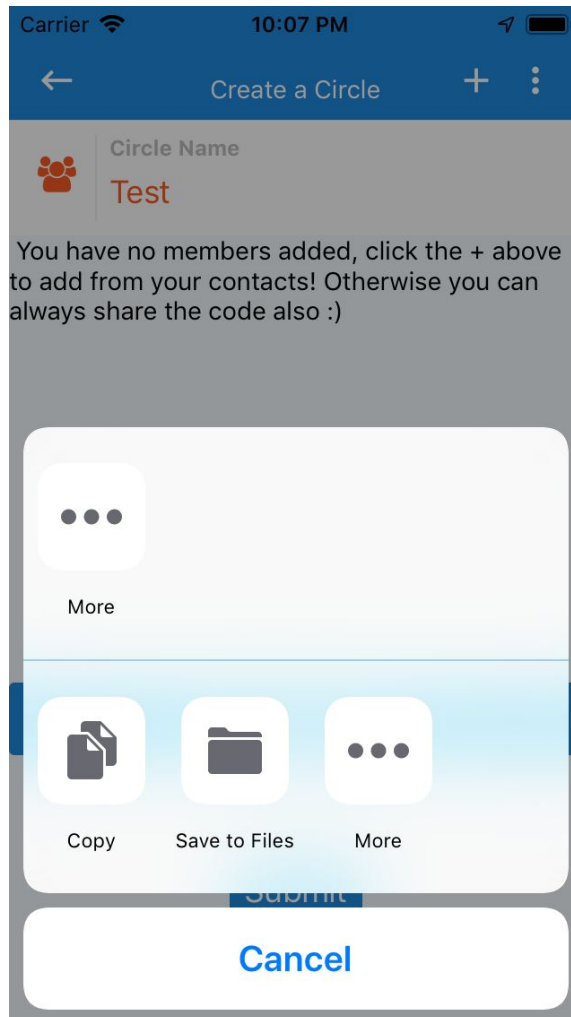 Carrier 10:07 PM
Create a Circle
Circle Name
Test
You have no members added, click the + above
to add from your contacts! Otherwise you can
always share the code also :)
More
Copy Save to Files More
Submit
Cancel